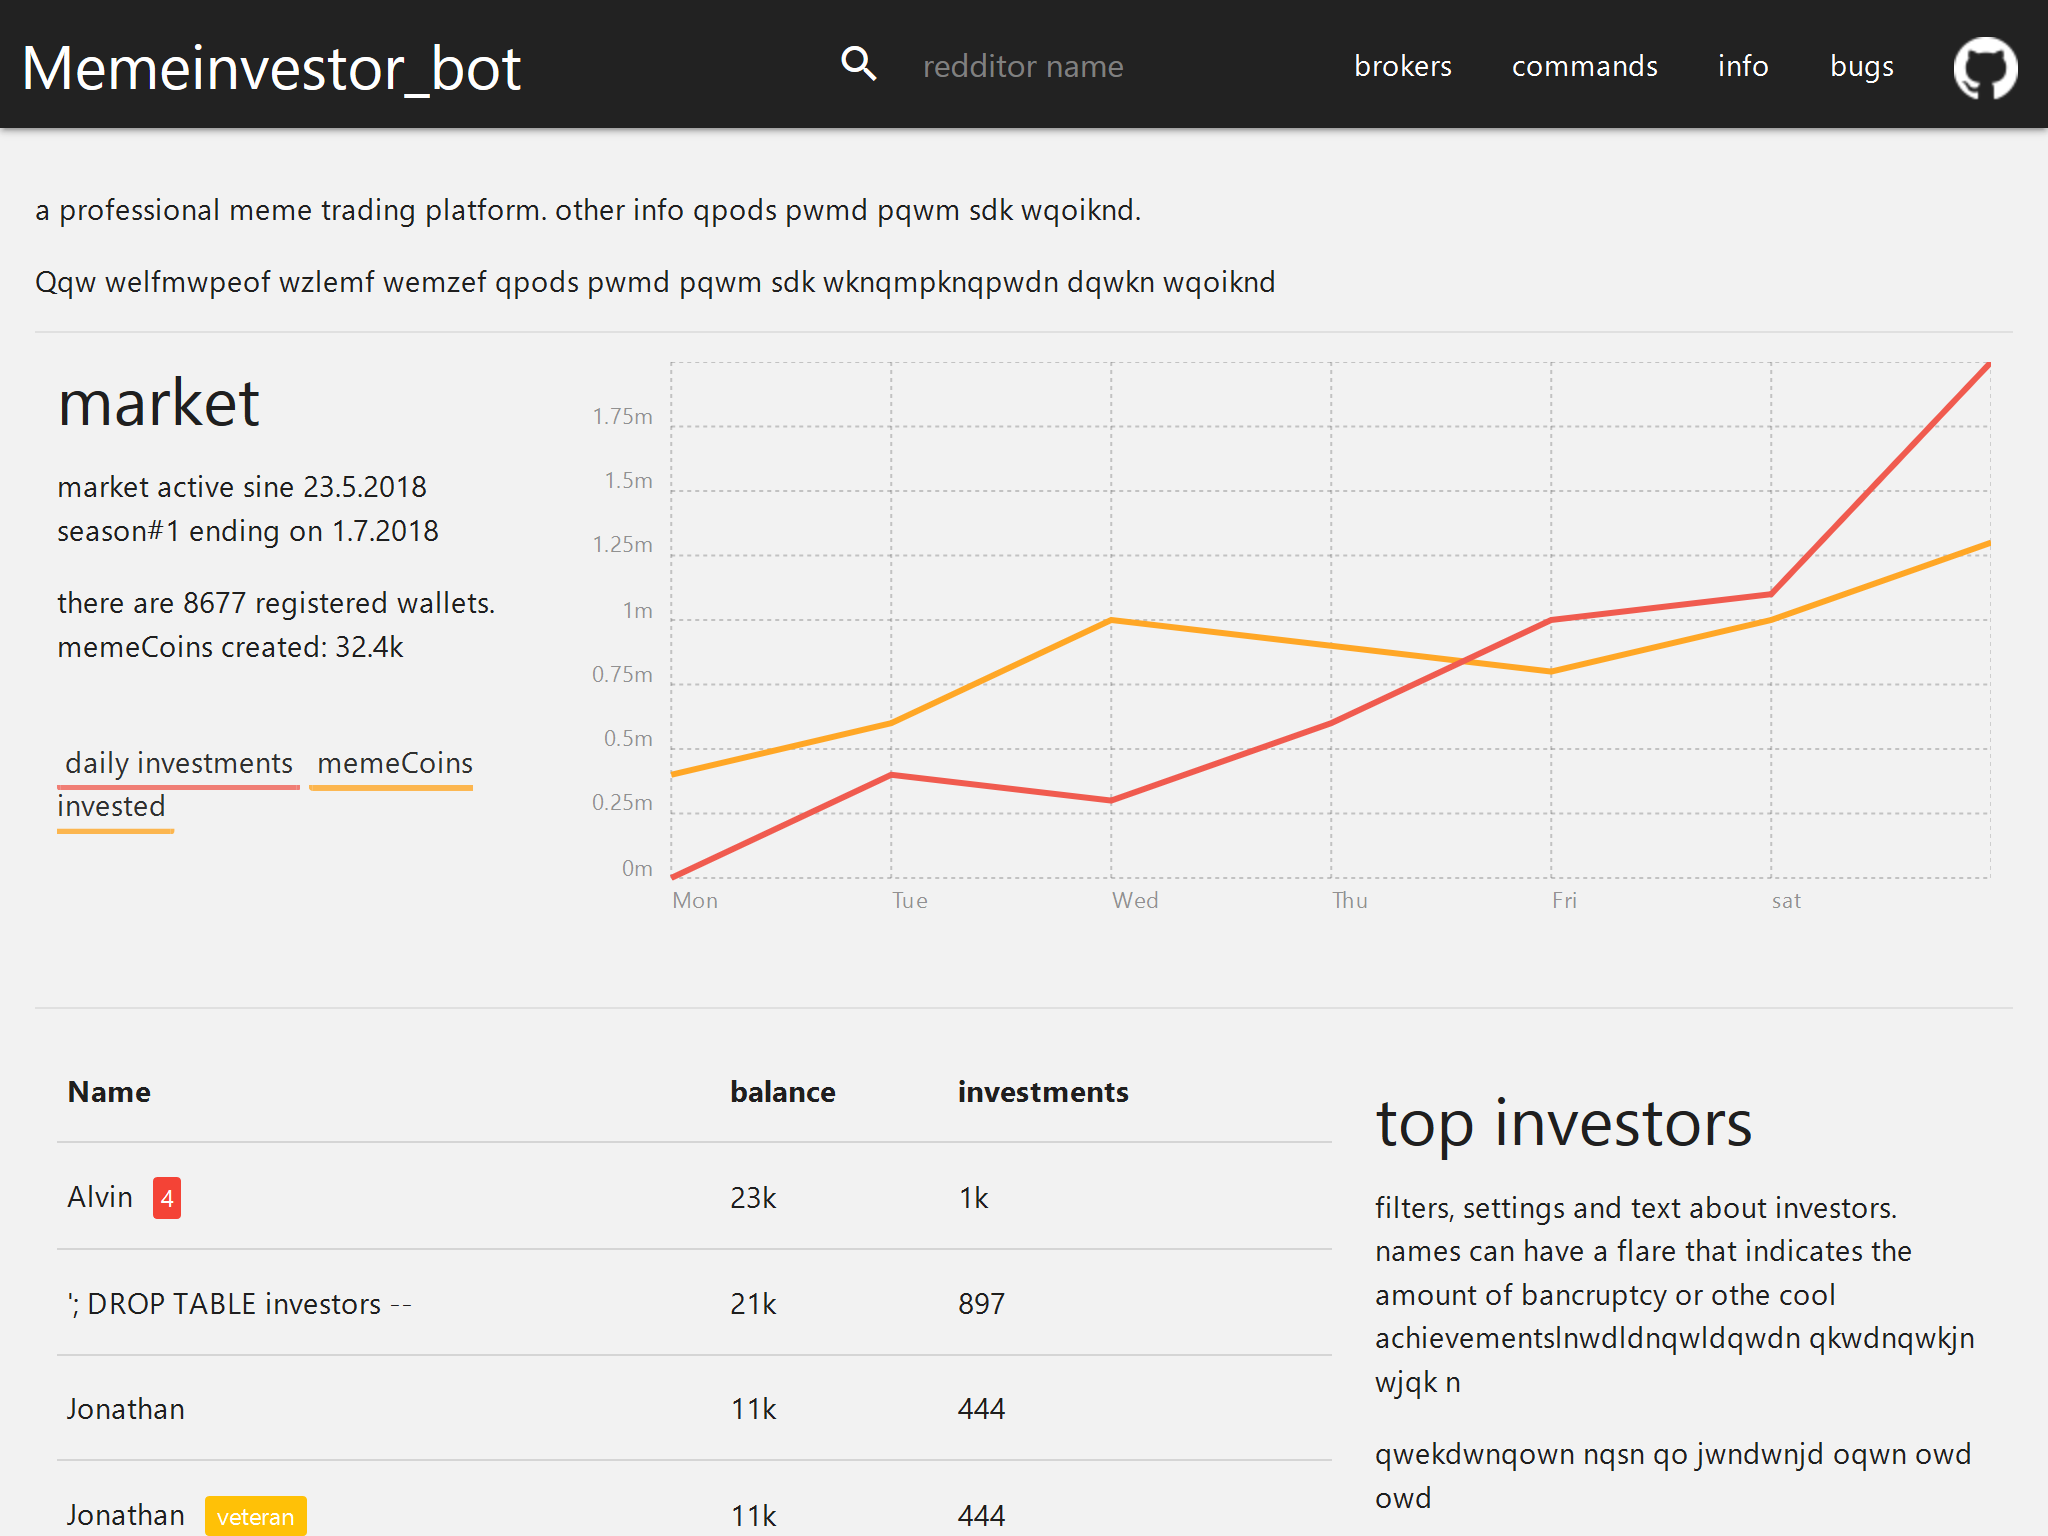 Memeinvestor_bot
redditor name
brokers
commands
info
bugs
a professional meme trading platform. other info qpods pwmd pqwm sdk wqoiknd.
Qqw welfmwpeof wzlemf wemzef qpods pwmd pqwm sdk wknqmpknqpwdn dqwkn wqoiknd
market
market active sine 23.5.2018
season#1 ending on 1.7.2018
there are 8677 registered wallets.
memeCoins created: 32.4k
daily investments memeCoins
invested
1.75m
1.5m
1.25m
1m
0.75m
0.5m
0.25m
0m
Mon Tue Wed Thu Fri sat
Name balance investments
Alvin 4 23k 1k
'; DROP TABLE investors -- 21k 897
Jonathan 11k 444
Jonathan veteran 11k 444
top investors
filters, settings and text about investors.
names can have a flare that indicates the
amount of bancruptcy or othe cool
achievementslnwdldnqwldqwdn qkwdnqwkjn
wjqk n
qwekdwnqown nqsn qo jwndwnjd oqwn owd
owd